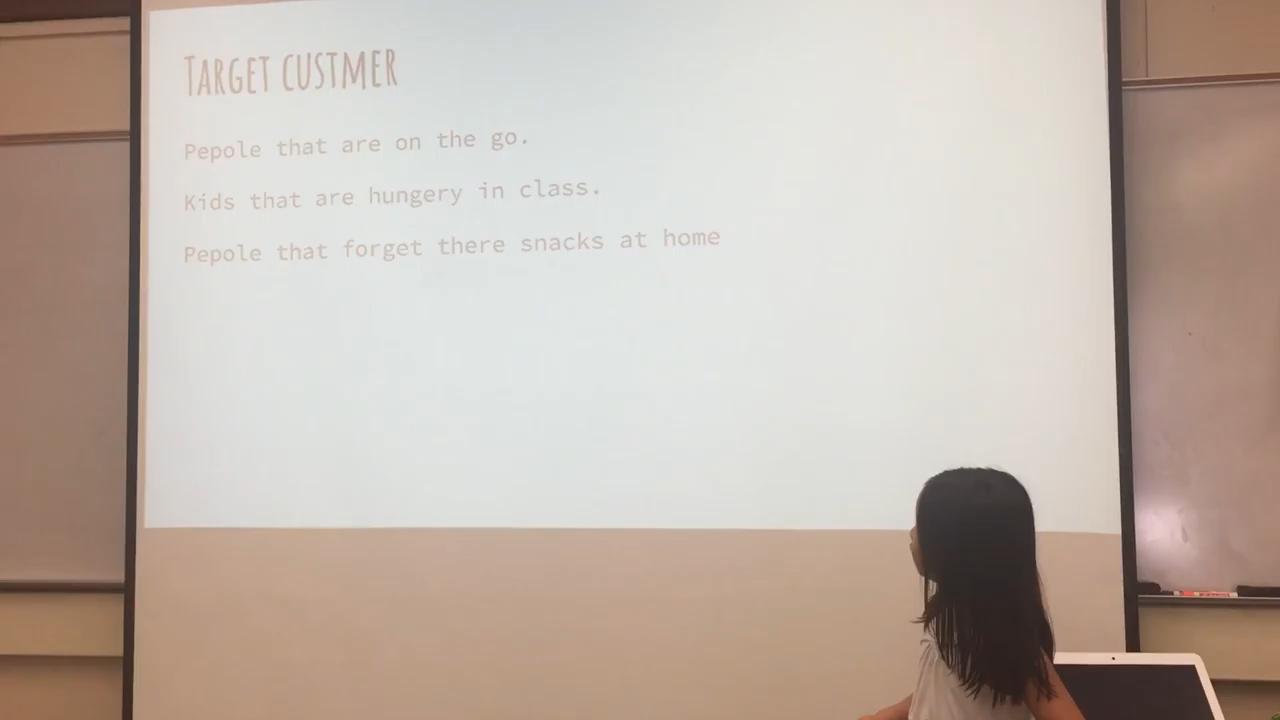 TARGET CUSTMER
Pepole that are on the go.
Kids that are hungery in class.
Pepole that forget there snacks at home